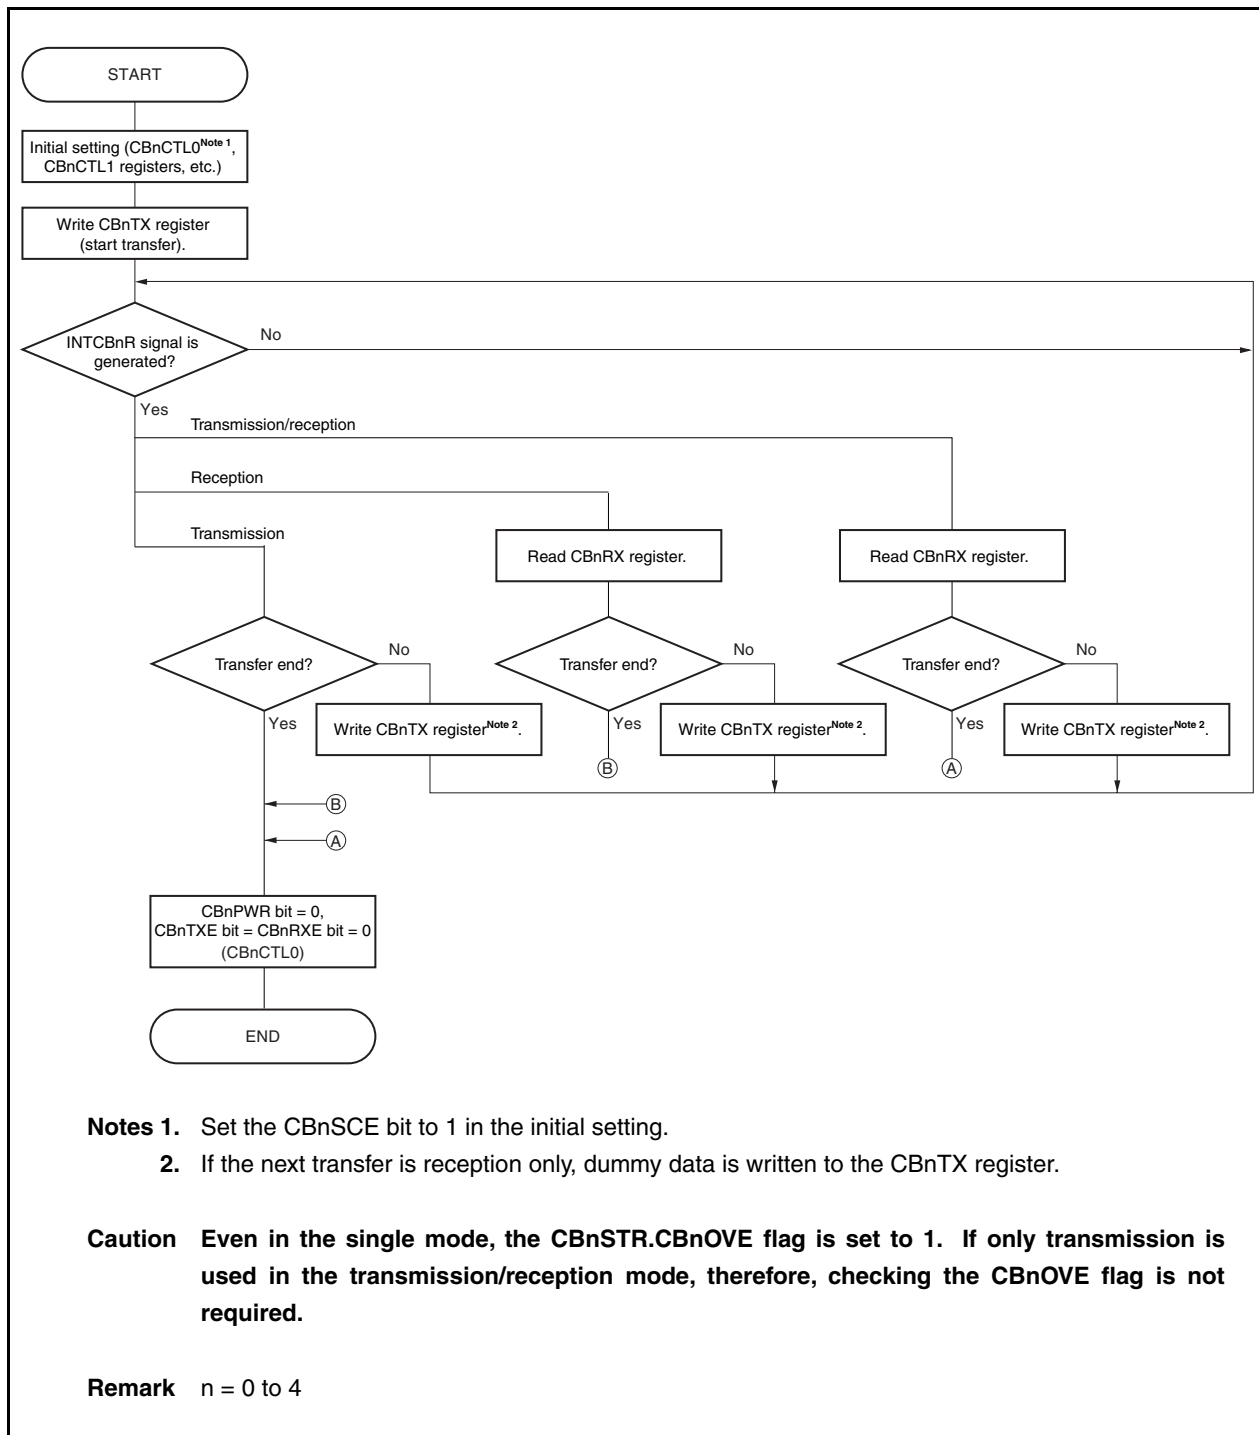 START
Initial setting (CBnCTL0Note 1,
CBnCTL1 registers, etc.)
Write CBnTX register
(start transfer).
INTCBnR signal is
generated?
No
Yes
Transmission/reception
Reception
Transmission
Read CBnRX register.
Read CBnRX register.
Transfer end?
No
Transfer end?
No
Transfer end?
No
Yes
Write CBnTX registerNote 2.
Yes
Write CBnTX registerNote 2.
Yes
Write CBnTX registerNote 2.
B
A
B
A
CBnPWR bit = 0,
CBnTXE bit = CBnRXE bit = 0
(CBnCTL0)
END
Notes 1. Set the CBnSCE bit to 1 in the initial setting.
2. If the next transfer is reception only, dummy data is written to the CBnTX register.
Caution Even in the single mode, the CBnSTR.CBnOVE flag is set to 1. If only transmission is
used in the transmission/reception mode, therefore, checking the CBnOVE flag is not
required.
Remark n = 0 to 4